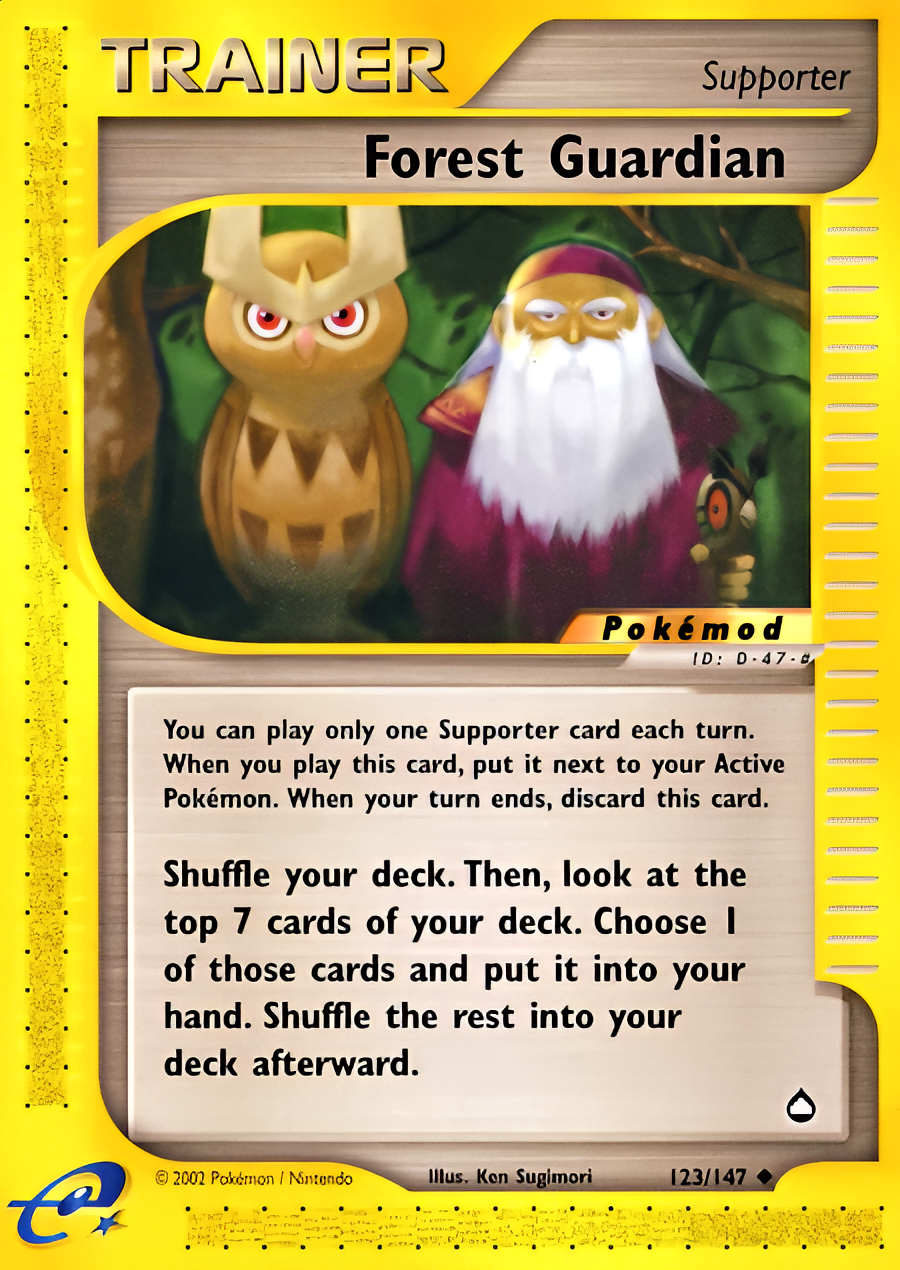 TRAINER
Supporter
Forest Guardian
Pokémod
ID: D-47-#
You can play only one Supporter card each turn.
When you play this card, put it next to your Active
Pokémon. When your turn ends, discard this card.
Shuffle your deck. Then, look at the
top 7 cards of your deck. Choose 1
of those cards and put it into your
hand. Shuffle the rest into your
deck afterward.
© 2002 Pokémon / Nintendo
Illus. Ken Sugimori
123/147 ◆
e